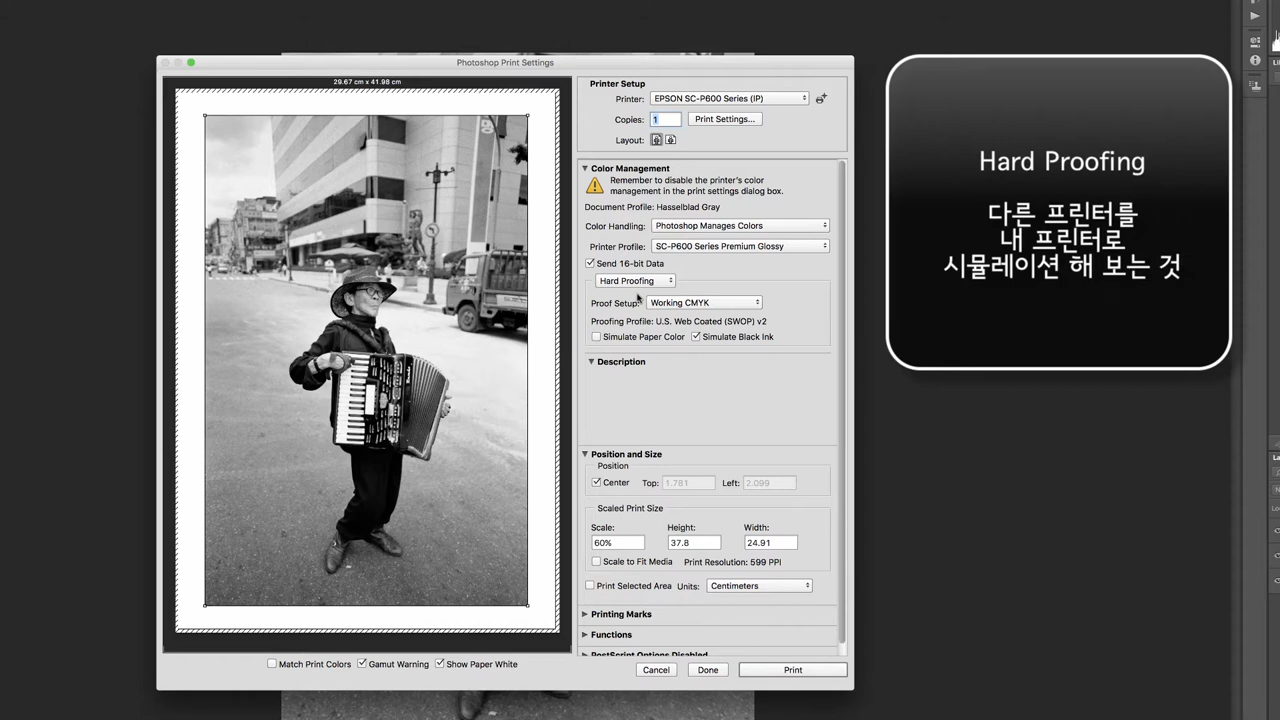 Photoshop Print Settings
29.67 cm x 41.98 cm
Printer Setup
Printer: EPSON SC-P600 Series (IP)
Copies: 1 Print Settings...
Layout:
Color Management
Remember to disable the printer's color
management in the print settings dialog box.
Document Profile: Hasselblad Gray
Color Handling: Photoshop Manages Colors
Printer Profile: SC-P600 Series Premium Glossy
Send 16-bit Data
Hard Proofing
Proof Setup: Working CMYK
Proofing Profile: U.S. Web Coated (SWOP) v2
Simulate Paper Color Simulate Black Ink
Description
Position and Size
Position
Center Top: 1.781 Left: 2.099
Scaled Print Size
Scale: Height: Width:
60% 37.8 24.91
Scale to Fit Media Print Resolution: 599 PPI
Print Selected Area Units: Centimeters
Printing Marks
Functions
PostScript Options Disabled
Match Print Colors Gamut Warning Show Paper White
Cancel Done Print
Hard Proofing
다른 프린터를
내 프린터로
시뮬레이션 해 보는 것